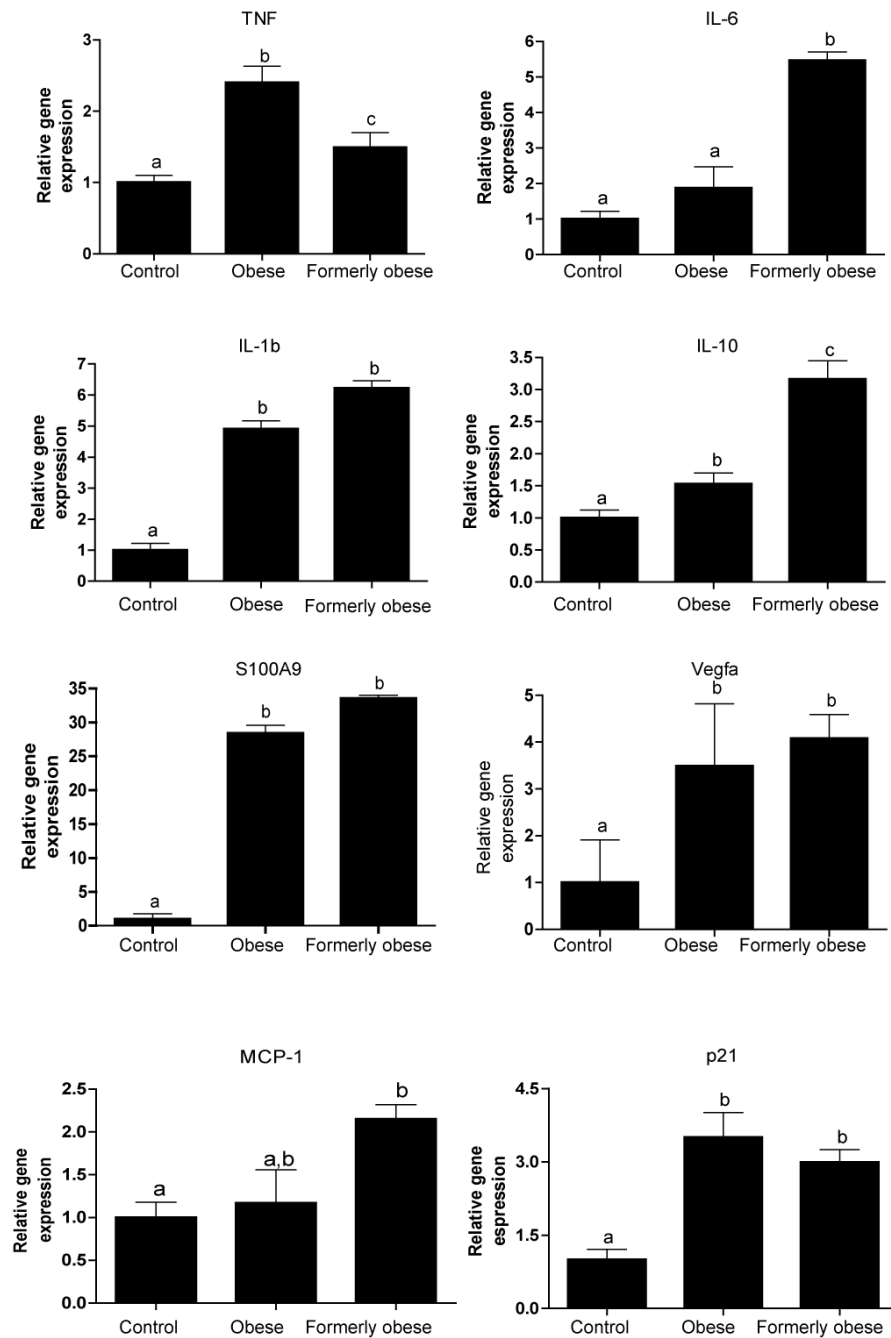 TNF
Relative gene
expression
3
2
1
0
a
b
c
Control
Obese
Formerly obese
IL-6
Relative gene
expression
6
5
4
3
2
1
0
a
a
b
Control
Obese
Formerly obese
IL-1b
Relative gene
expression
7
6
5
4
3
2
1
0
a
b
b
Control
Obese
Formerly obese
IL-10
Relative gene
expression
3.5
3.0
2.5
2.0
1.5
1.0
0.5
0.0
a
b
c
Control
Obese
Formerly obese
S100A9
Relative gene
expression
35
30
25
20
15
10
5
0
a
b
b
Control
Obese
Formerly obese
Vegfa
Relative gene
expression
5
4
3
2
1
0
a
b
b
Control
Obese
Formerly obese
MCP-1
Relative gene
expression
2.5
2.0
1.5
1.0
0.5
0.0
a
a,b
b
Control
Obese
Formerly obese
p21
Relative gene
espression
4.5
3.0
1.5
0.0
a
b
b
Control
Obese
Formerly obese